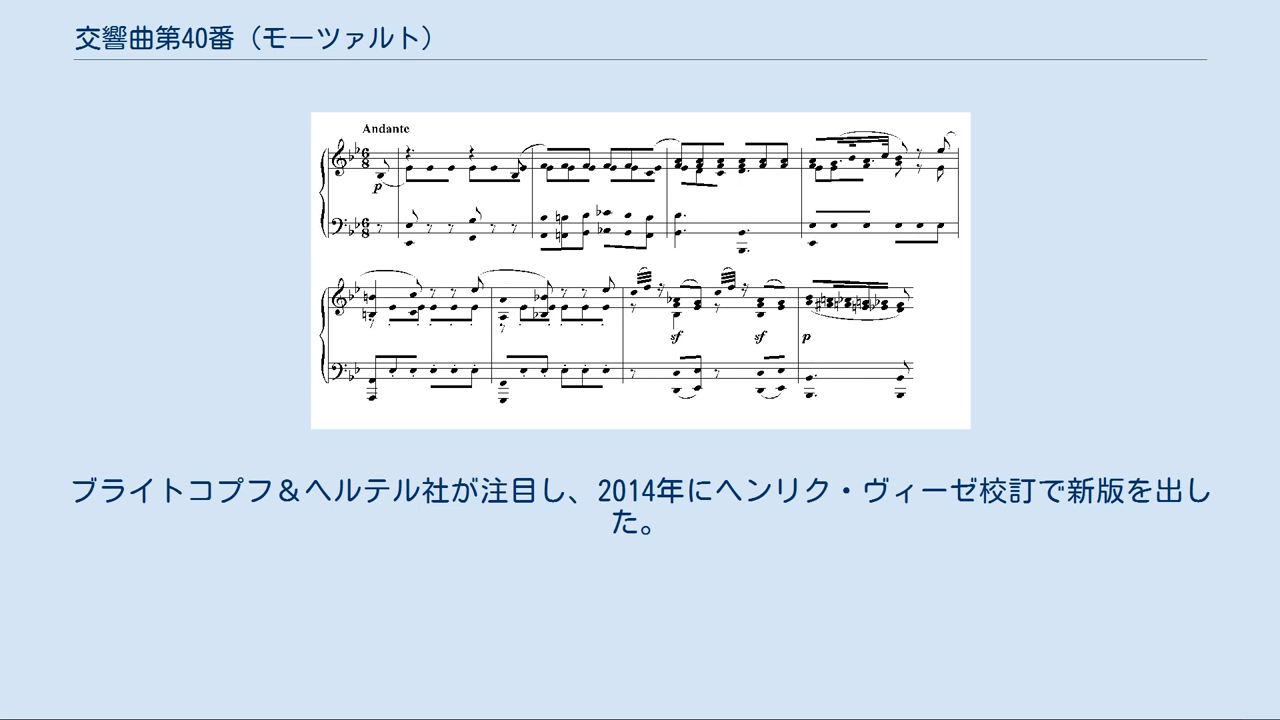 交響曲第40番（モーツァルト）
Andante
p
sf
sf
p
ブライトコプフ＆ヘルテル社が注目し、2014年にヘンリク・ヴィーゼ校訂で新版を出し
た。